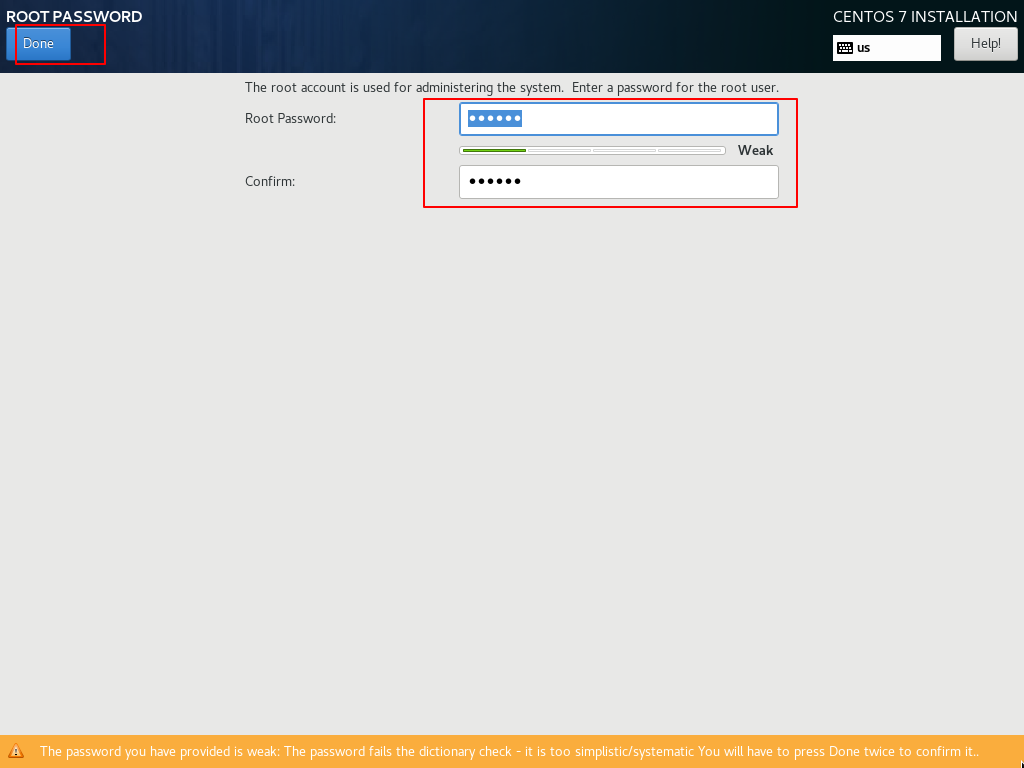 ROOT PASSWORD
CENTOS 7 INSTALLATION
Done
us
Help!
The root account is used for administering the system.  Enter a password for the root user.
Root Password:
••••••
Weak
Confirm:
••••••
The password you have provided is weak: The password fails the dictionary check - it is too simplistic/systematic You will have to press Done twice to confirm it..